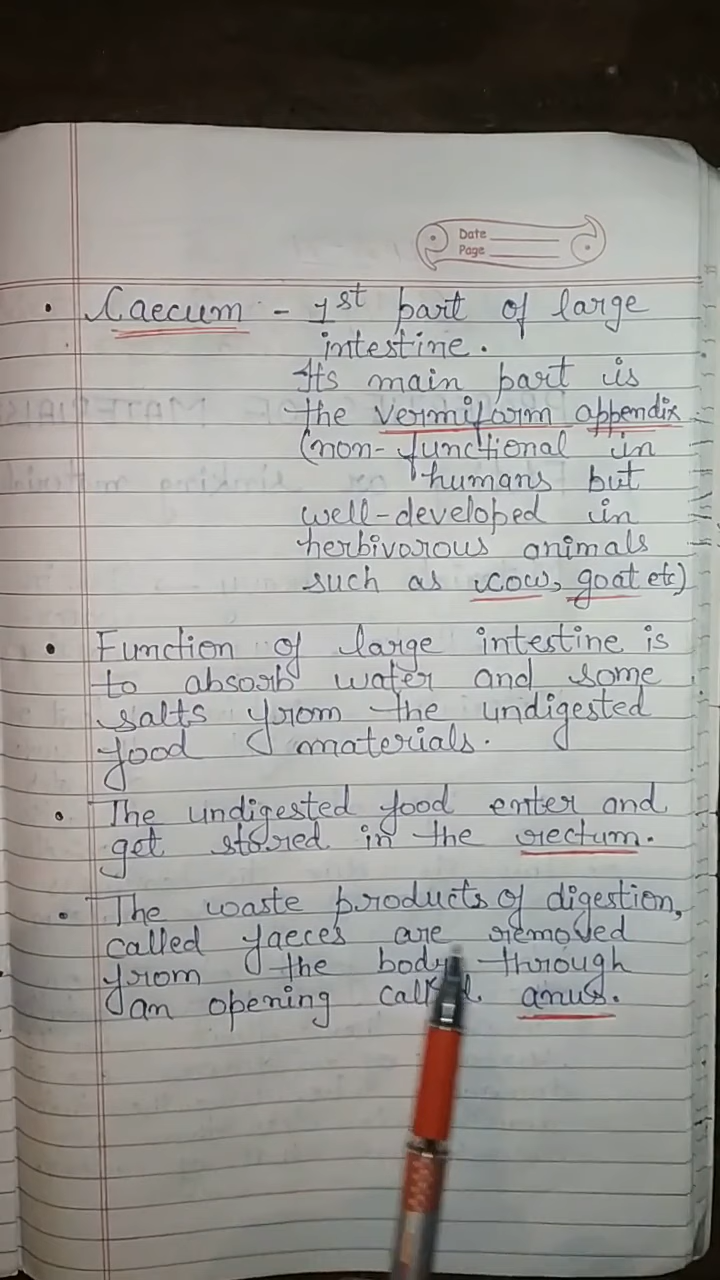 Date
Page
• Caecum - 1st part of large
intestine.
Its main part is
the vermiform appendix
(non-functional in
humans but
well-developed in
herbivorous animals
such as cow, goat etc)
• Function of large intestine is
to absorb water and some
salts from the undigested
food materials.
• The undigested food enter and
get stored in the rectum.
• The waste products of digestion,
called faeces are removed
from the body through
an opening called anus.